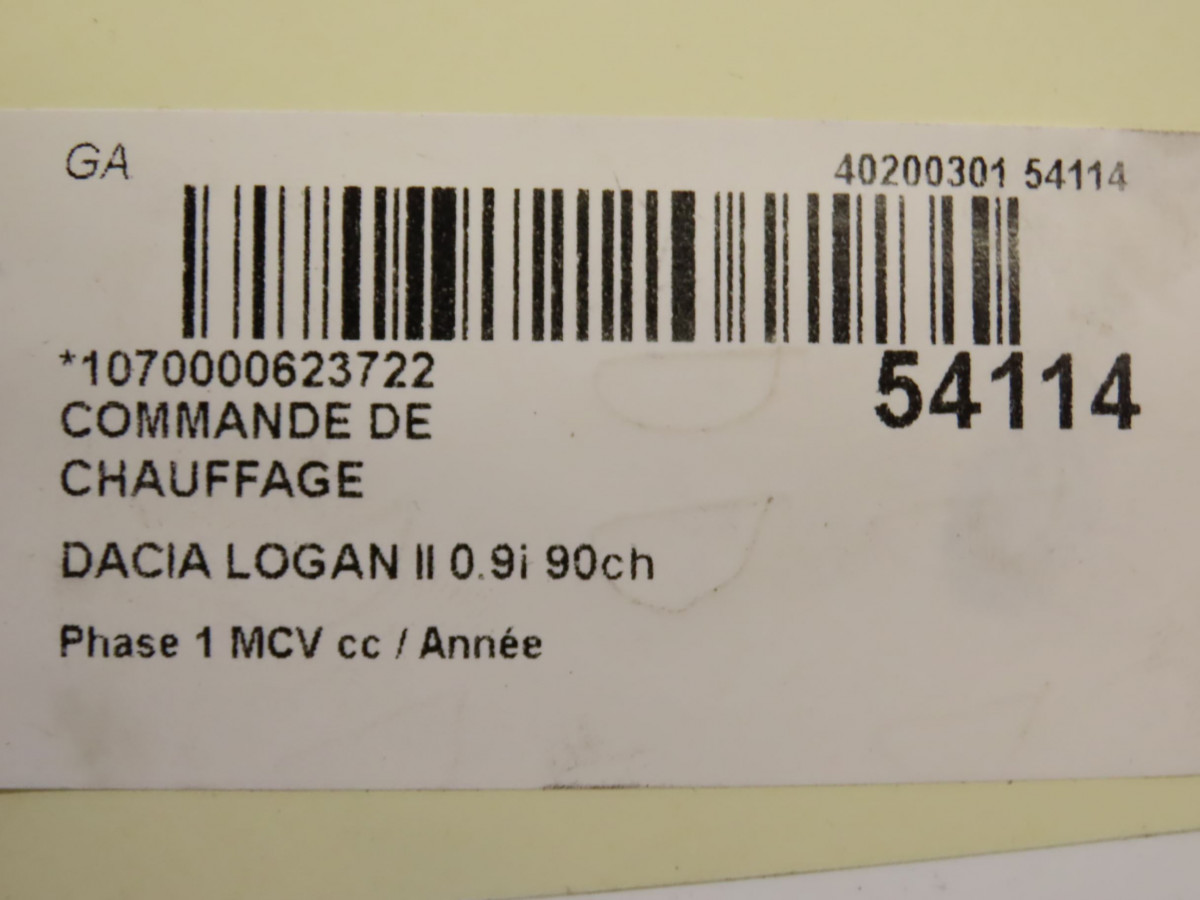 GA
40200301 54114
*1070000623722
54114
COMMANDE DE
CHAUFFAGE
DACIA LOGAN II 0.9i 90ch
Phase 1 MCV cc / Année